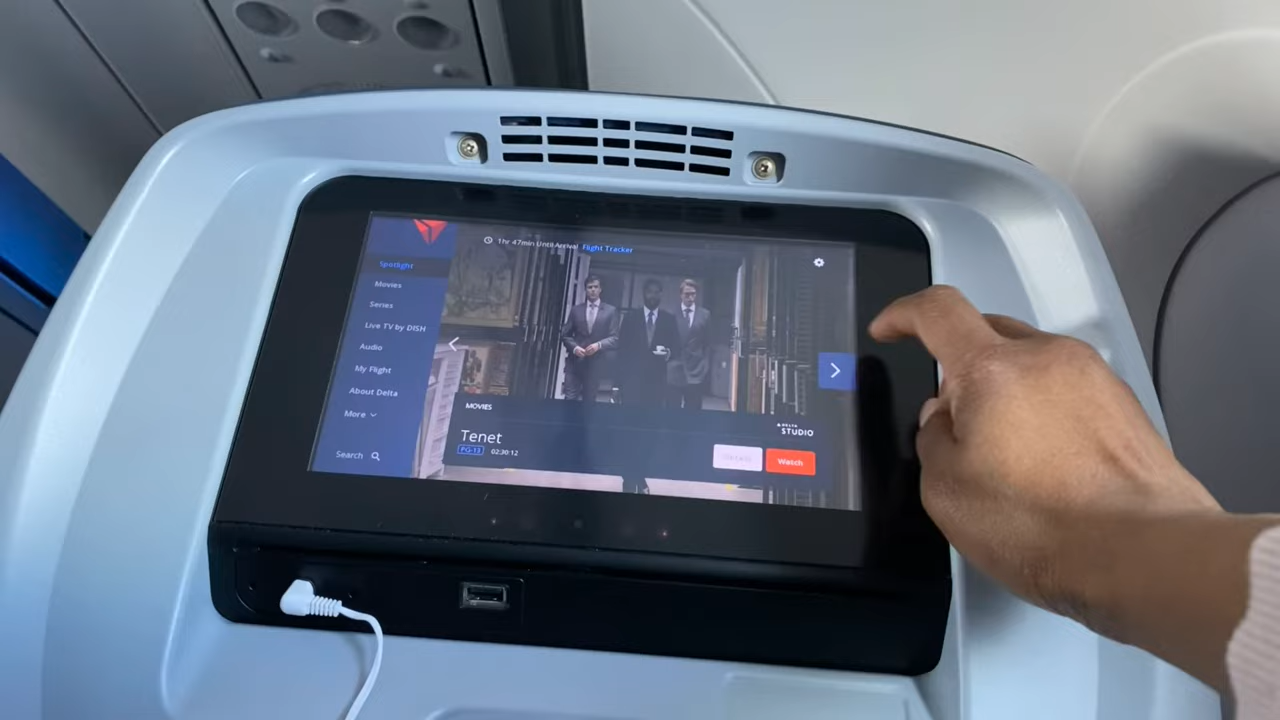 1hr 47min Until Arrival Flight Tracker
Spotlight
Movies
Series
Live TV by DISH
Audio
My Flight
About Delta
More
Search
MOVIES
Tenet
PG-13 02:30:12
DELTA
STUDIO
Details
Watch